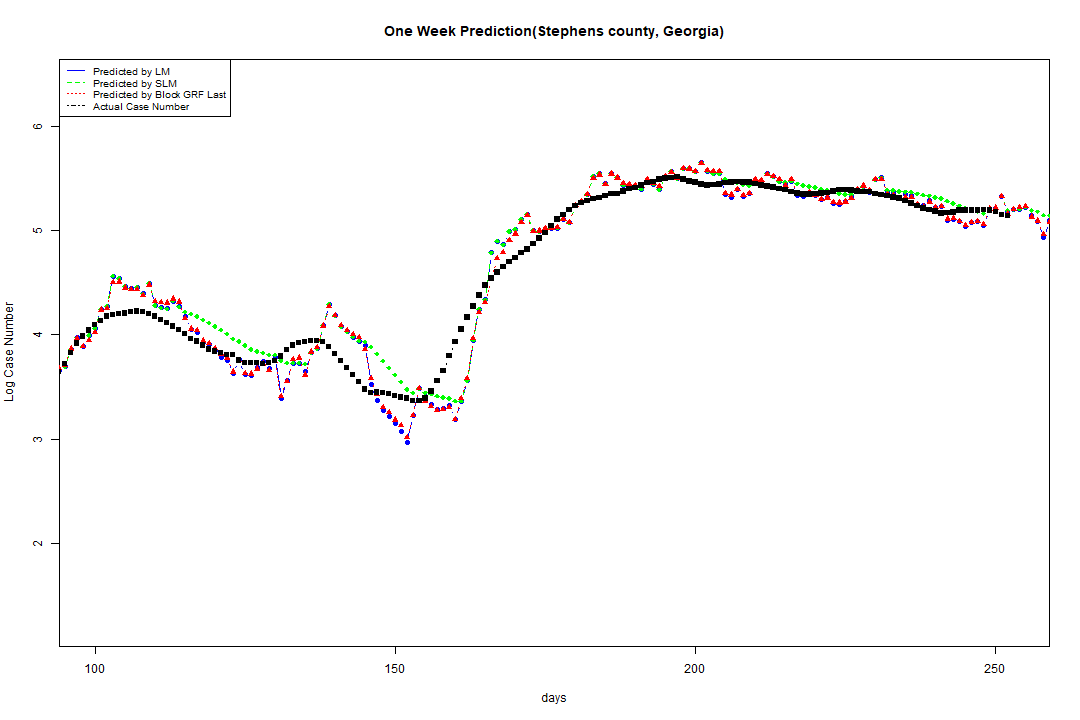 One Week Prediction(Stephens county, Georgia)
Predicted by LM
Predicted by SLM
Predicted by Block GRF Last
Actual Case Number
6
5
4
3
2
Log Case Number
100 150 200 250
days